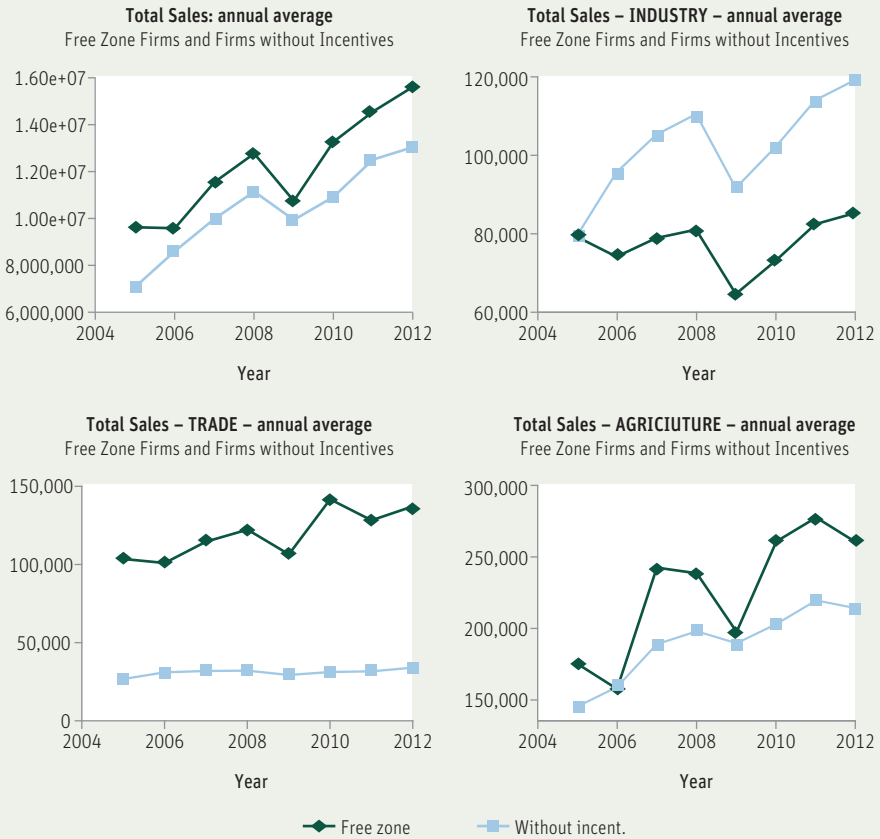 Total Sales: annual average
Free Zone Firms and Firms without Incentives
1.60e+07
1.40e+07
1.20e+07
1.00e+07
8,000,000
6,000,000
2004 2006 2008 2010 2012
Year
Total Sales – INDUSTRY – annual average
Free Zone Firms and Firms without Incentives
120,000
100,000
80,000
60,000
2004 2006 2008 2010 2012
Year
Total Sales – TRADE – annual average
Free Zone Firms and Firms without Incentives
150,000
100,000
50,000
0
2004 2006 2008 2010 2012
Year
Total Sales – AGRICIUTURE – annual average
Free Zone Firms and Firms without Incentives
300,000
250,000
200,000
150,000
2004 2006 2008 2010 2012
Year
Free zone Without incent.